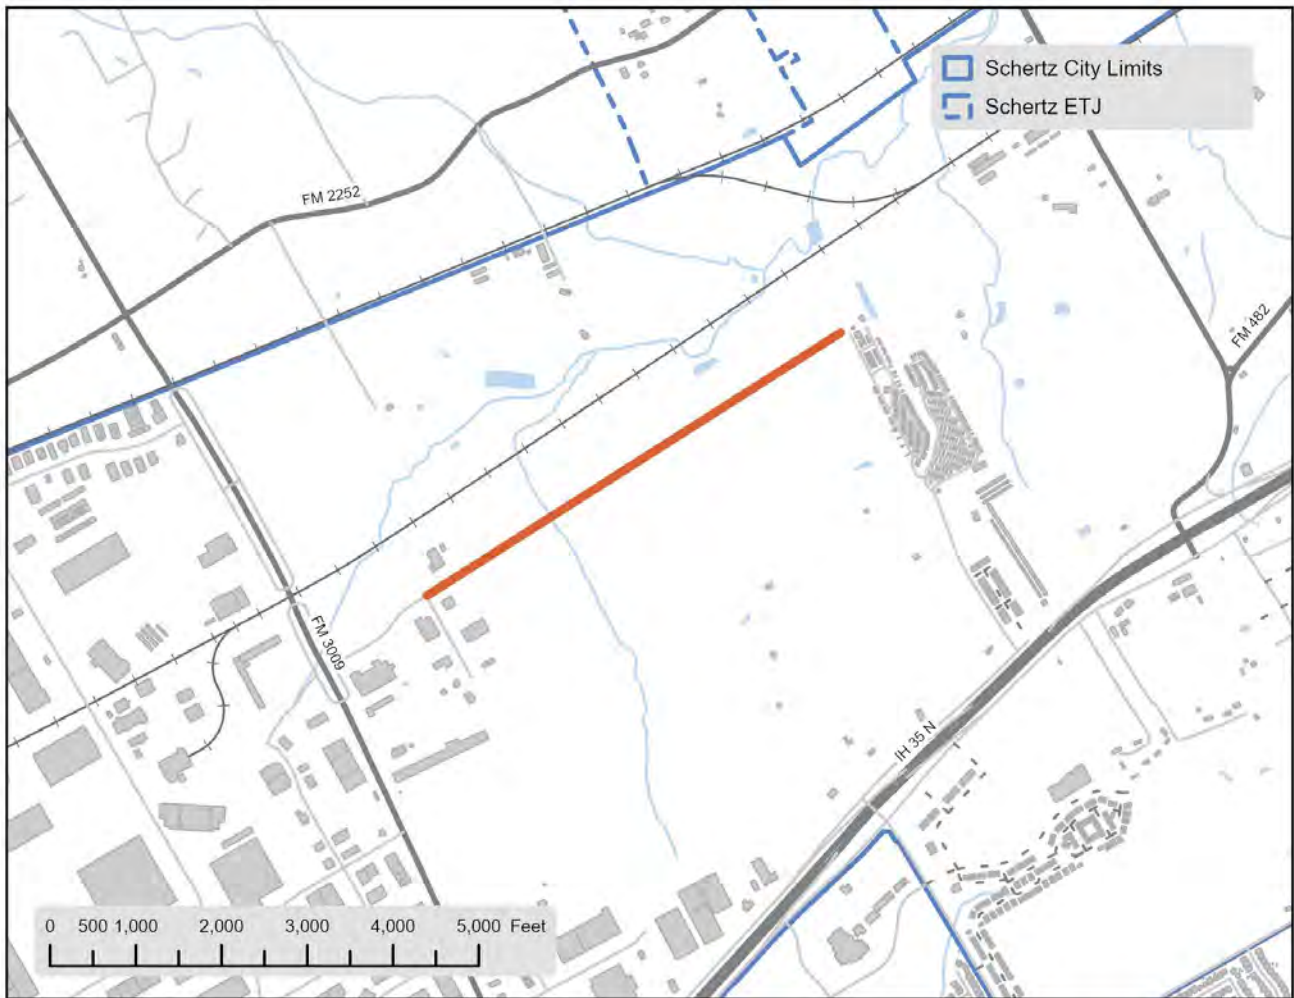 Schertz City Limits
Schertz ETJ
FM 2252
FM 482
FM 3009
IH 35 N
0 500 1,000 2,000 3,000 4,000 5,000 Feet